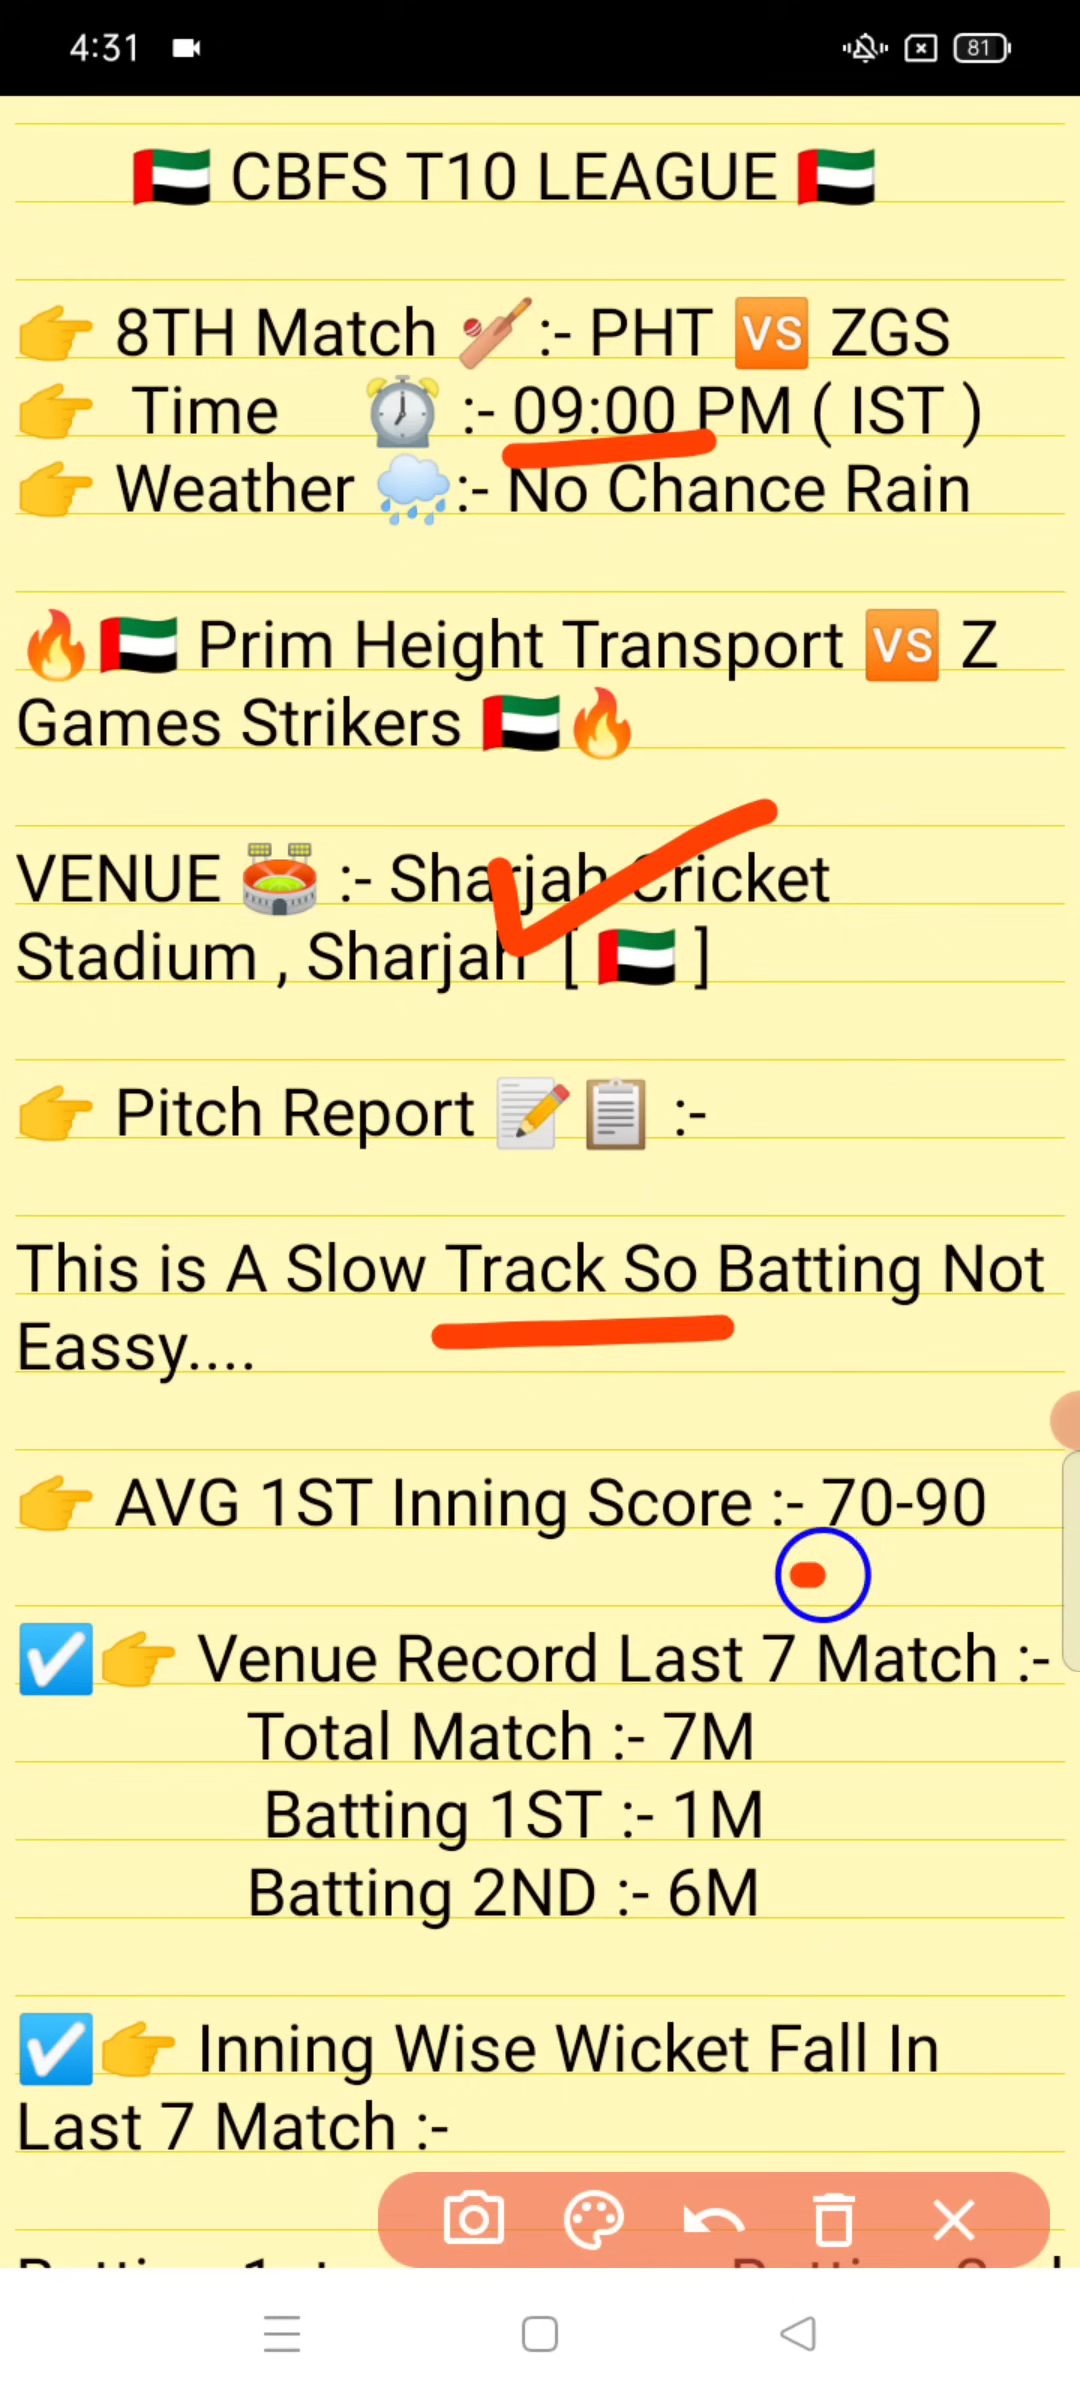 4:31 81
🇦🇪 CBFS T10 LEAGUE 🇦🇪
👉 8TH Match 🏏 :- PHT 🆚 ZGS
👉 Time ⏰ :- 09:00 PM ( IST )
👉 Weather 🌧️:- No Chance Rain
🔥🇦🇪 Prim Height Transport 🆚 Z
Games Strikers 🇦🇪🔥
VENUE 🏟️ :- Sharjah Cricket
Stadium , Sharjah [ 🇦🇪 ]
👉 Pitch Report 📝📋 :-
This is A Slow Track So Batting Not
Eassy....
👉 AVG 1ST Inning Score :- 70-90
☑️👉 Venue Record Last 7 Match :-
Total Match :- 7M
Batting 1ST :- 1M
Batting 2ND :- 6M
☑️👉 Inning Wise Wicket Fall In
Last 7 Match :-